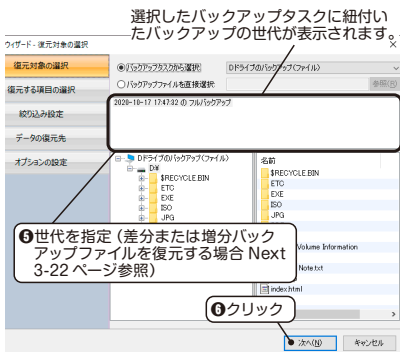 選択したバックアップタスクに紐付い
たバックアップの世代が表示されます。
ウィザード - 復元対象の選択
復元対象の選択
復元する項目の選択
絞り込み設定
データの復元先
オプションの設定
バックアップタスクから選択:
Dドライブのバックアップ(ファイル)
バックアップファイルを直接選択:
参照(R)
2020-10-17 17:47:32 の フルバックアップ
Dドライブのバックアップ(ファイル)
D¥
$RECYCLE.BIN
ETC
EXE
ISO
JPG
名前
$RECYCLE.BIN
ETC
EXE
ISO
JPG
Volume Information
Note.txt
index.html
❺世代を指定(差分または増分バック
アップファイルを復元する場合 Next
3-22 ページ参照)
❻クリック
次へ(N)
キャンセル